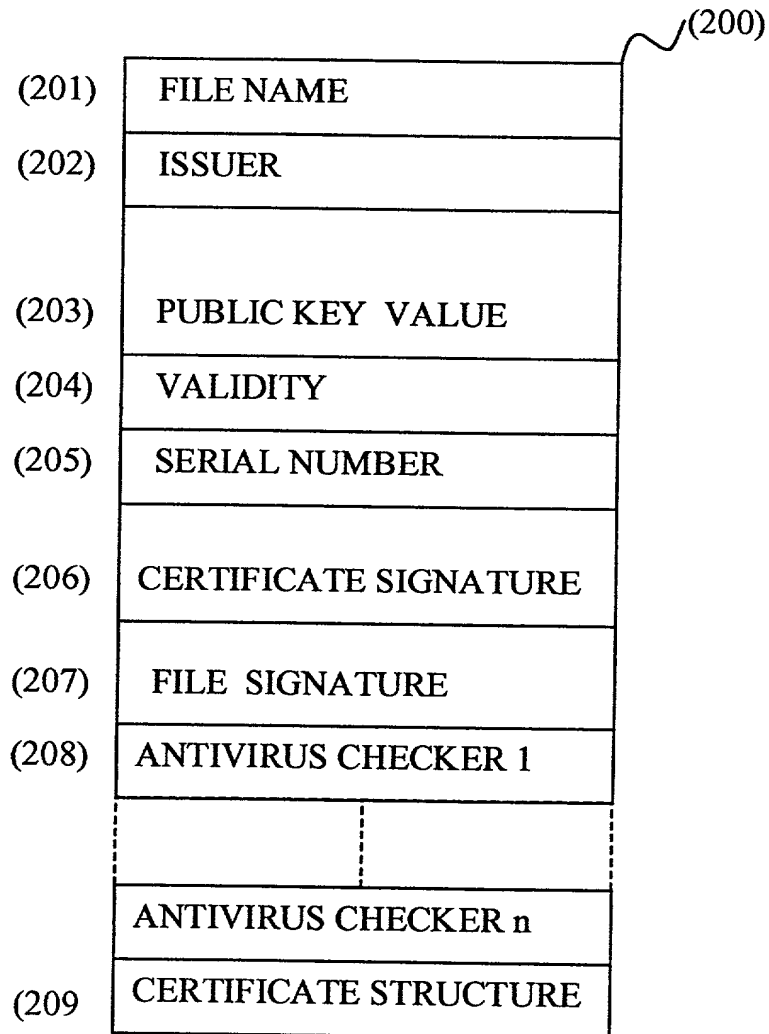 (200)
(201) FILE NAME
(202) ISSUER
(203) PUBLIC KEY VALUE
(204) VALIDITY
(205) SERIAL NUMBER
(206) CERTIFICATE SIGNATURE
(207) FILE SIGNATURE
(208) ANTIVIRUS CHECKER 1
ANTIVIRUS CHECKER n
(209 CERTIFICATE STRUCTURE